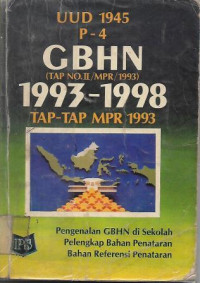 UUD 1945
P-4
GBHN
(TAP NO.II/MPR/1993)
1993-1998
TAP-TAP MPR 1993
Pengenalan GBHN di Sekolah
Pelengkap Bahan Penataran
Bahan Referensi Penataran